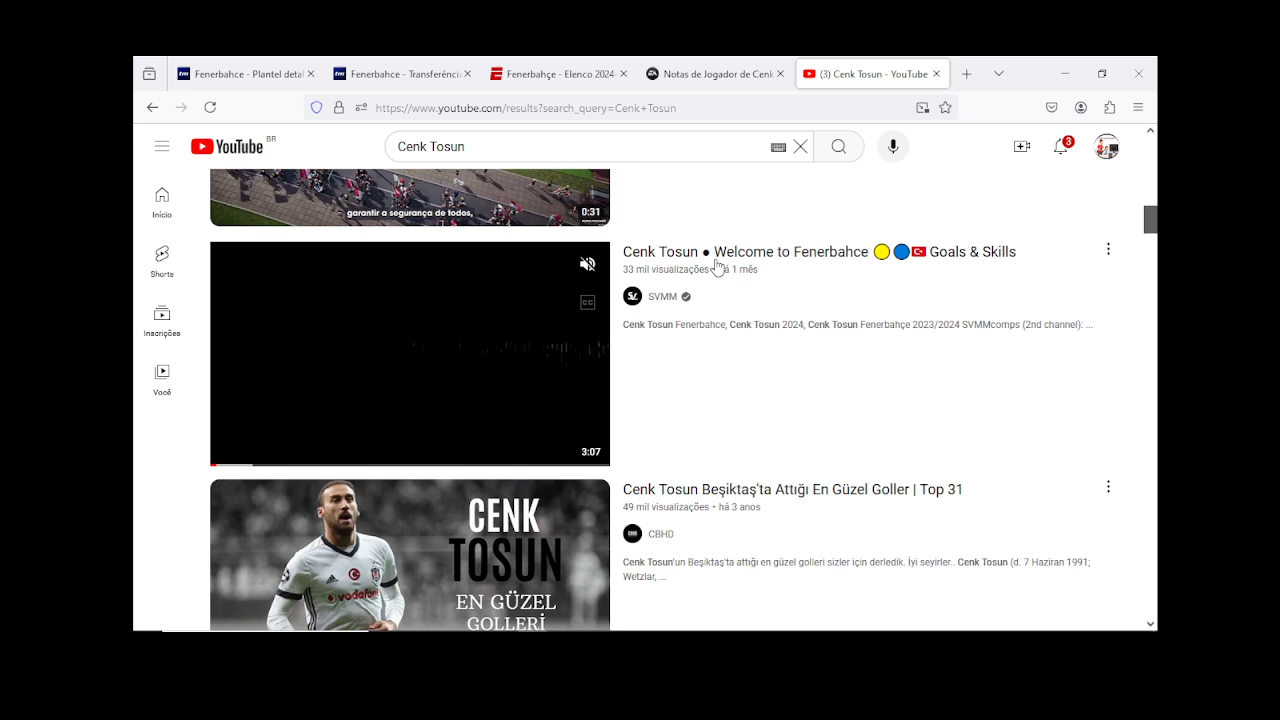 Fenerbahce - Plantel detal
Fenerbahce - Transferência
Fenerbahçe - Elenco 2024-
Notas de Jogador de Cenk
(3) Cenk Tosun - YouTube
https://www.youtube.com/results?search_query=Cenk+Tosun
YouTube BR
Cenk Tosun
3
Início
Shorts
Inscrições
Você
garantir a segurança de todos,
0:31
CC
3:07
Cenk Tosun ● Welcome to Fenerbahce 🟡🔵🇹🇷 Goals & Skills
33 mil visualizações há 1 mês
SVMM
Cenk Tosun Fenerbahce, Cenk Tosun 2024, Cenk Tosun Fenerbahçe 2023/2024 SVMMcomps (2nd channel): ...
CENK
TOSUN
EN GÜZEL
GOLLERİ
vodafone
Cenk Tosun Beşiktaş'ta Attığı En Güzel Goller | Top 31
49 mil visualizações • há 3 anos
CBHD
Cenk Tosun'un Beşiktaş'ta attığı en güzel golleri sizler için derledik. İyi seyirler.. Cenk Tosun (d. 7 Haziran 1991;
Wetzlar, ...